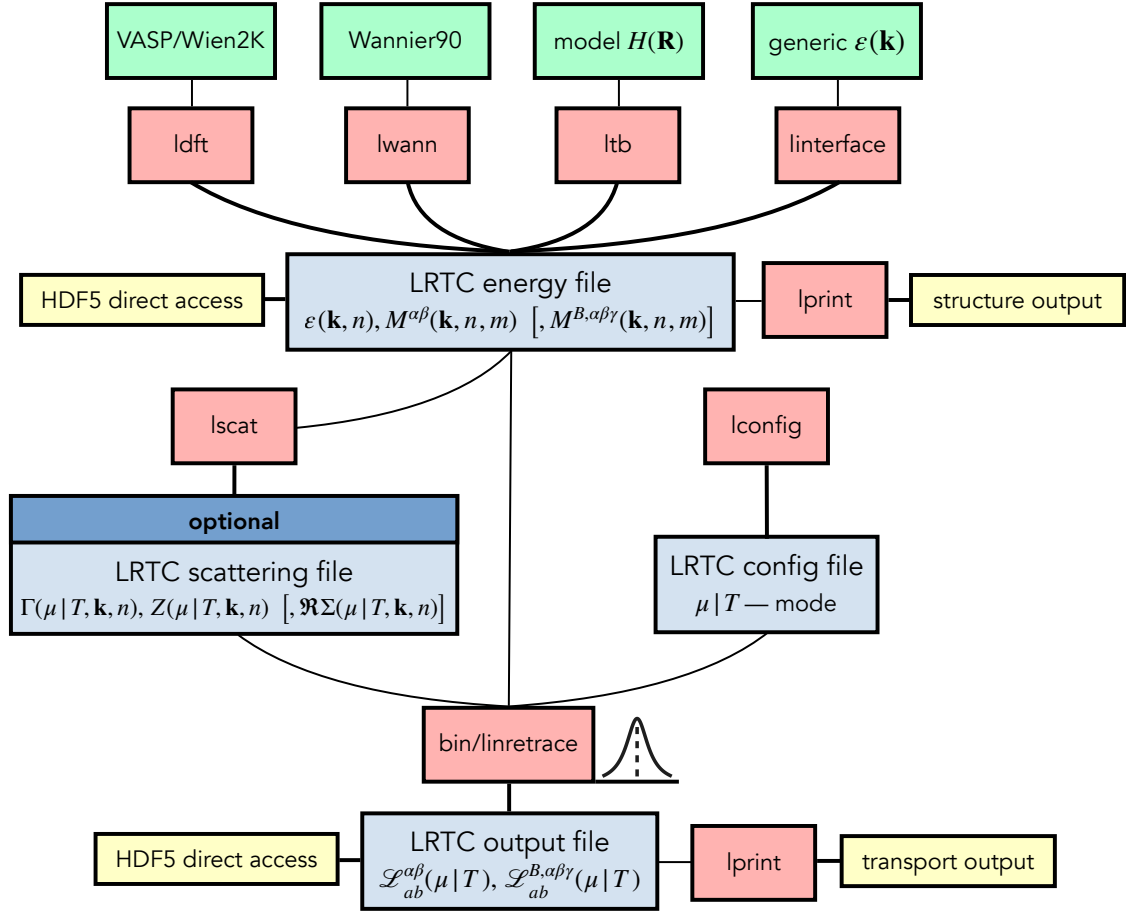 VASP/Wien2K
Wannier90
model H(R)
generic ε(k)
ldft
lwann
ltb
linterface
HDF5 direct access
LRTC energy file
ε(k, n), M^{αβ}(k, n, m) [, M^{B,αβγ}(k, n, m)]
lprint
structure output
lscat
lconfig
optional
LRTC scattering file
Γ(μ | T, k, n), Z(μ | T, k, n) [, ℜΣ(μ | T, k, n)]
LRTC config file
μ | T — mode
bin/linretrace
HDF5 direct access
LRTC output file
ℒ_{ab}^{αβ}(μ | T), ℒ_{ab}^{B,αβγ}(μ | T)
lprint
transport output